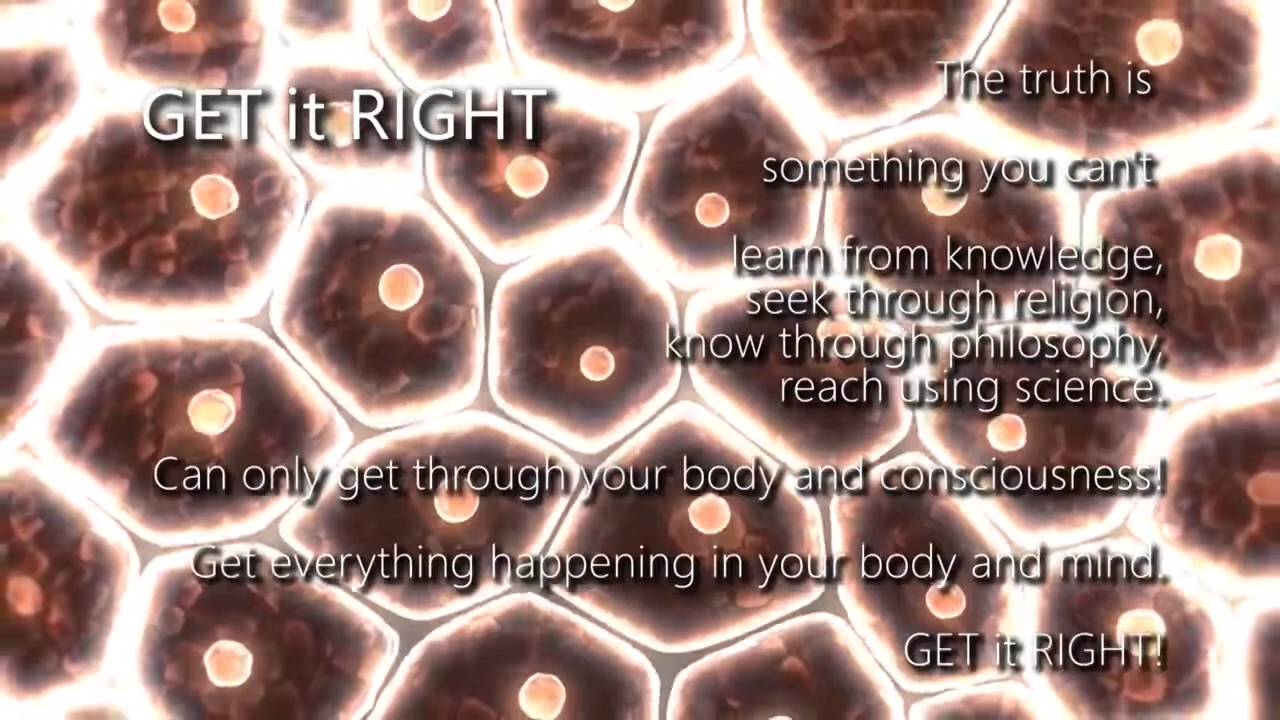 GET it RIGHT
The truth is
something you can't
learn from knowledge,
seek through religion,
know through philosophy,
reach using science.
Can only get through your body and consciousness!
Get everything happening in your body and mind.
GET it RIGHT!